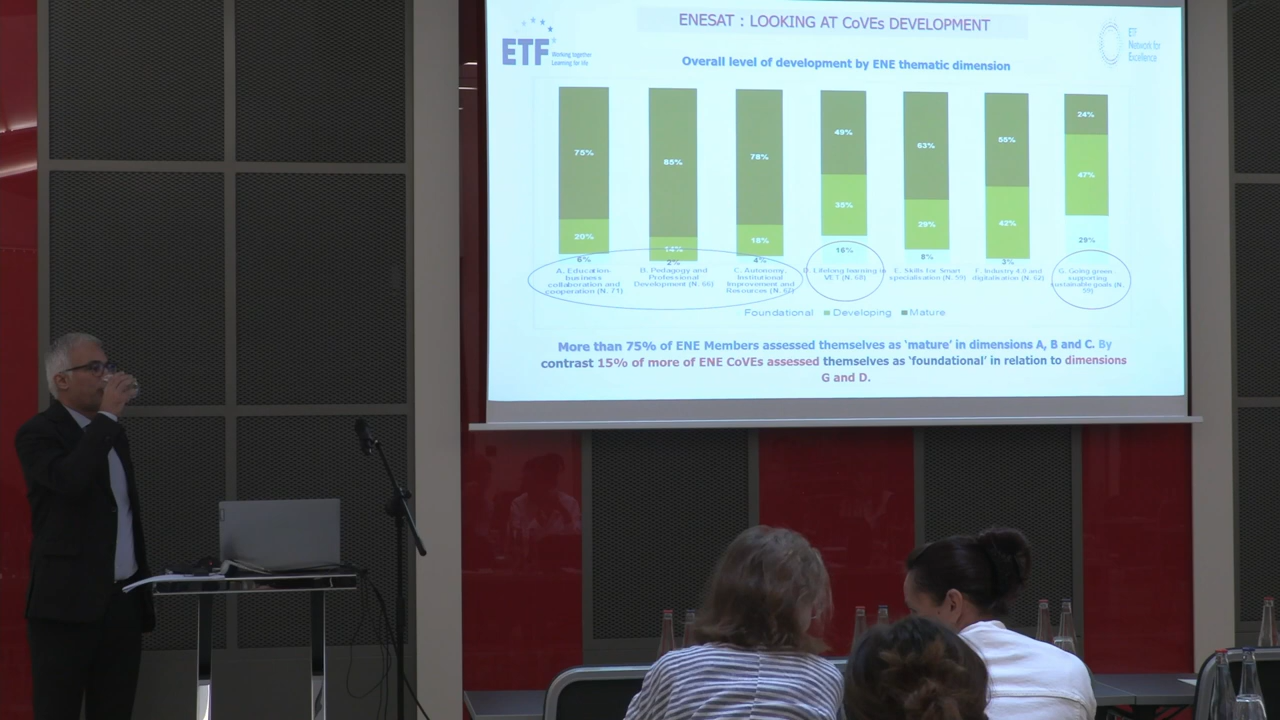 ENESAT : LOOKING AT CoVEs DEVELOPMENT
ETF
Working together
Learning for life
ETF
Network for
Excellence
Overall level of development by ENE thematic dimension
75%
85%
78%
49%
63%
55%
24%
20%
14%
18%
35%
29%
42%
47%
6%
2%
4%
16%
8%
3%
29%
A. Education-
business
collaboration and
cooperation (N. 71)
B. Pedagogy and
Professional
Development (N. 66)
C. Autonomy,
Institutional
Improvement and
Resources (N. 67)
D. Lifelong learning in
VET (N. 68)
E. Skills for Smart
specialisation (N. 59)
F. Industry 4.0 and
digitalisation (N. 62)
G. Going green
supporting
sustainable goals (N.
59)
Foundational Developing Mature
More than 75% of ENE Members assessed themselves as ‘mature’ in dimensions A, B and C. By
contrast 15% of more of ENE CoVEs assessed themselves as ‘foundational’ in relation to dimensions
G and D.